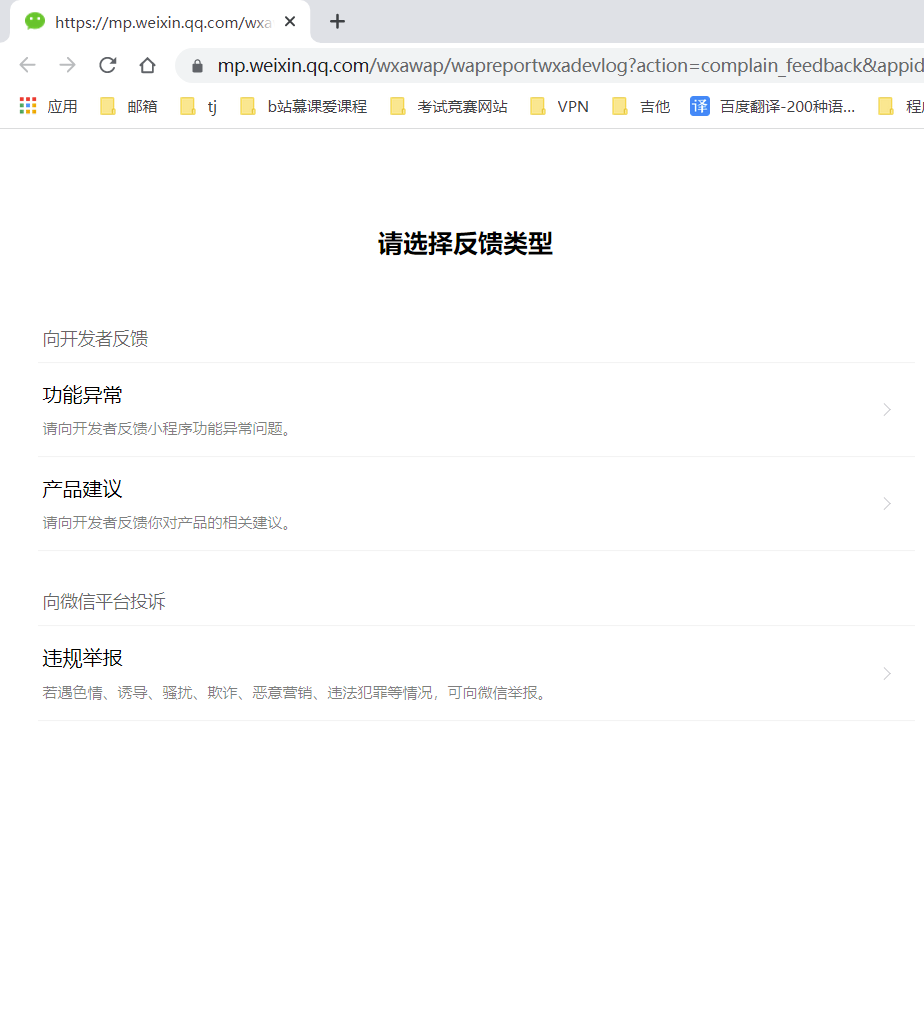 https://mp.weixin.qq.com/wxa
mp.weixin.qq.com/wxawap/wapreportwxadevlog?action=complain_feedback&appid
应用 邮箱 tj b站慕课爱课程 考试竞赛网站 VPN 吉他 译 百度翻译-200种语... 程
请选择反馈类型
向开发者反馈
功能异常
请向开发者反馈小程序功能异常问题。
产品建议
请向开发者反馈你对产品的相关建议。
向微信平台投诉
违规举报
若遇色情、诱导、骚扰、欺诈、恶意营销、违法犯罪等情况，可向微信举报。